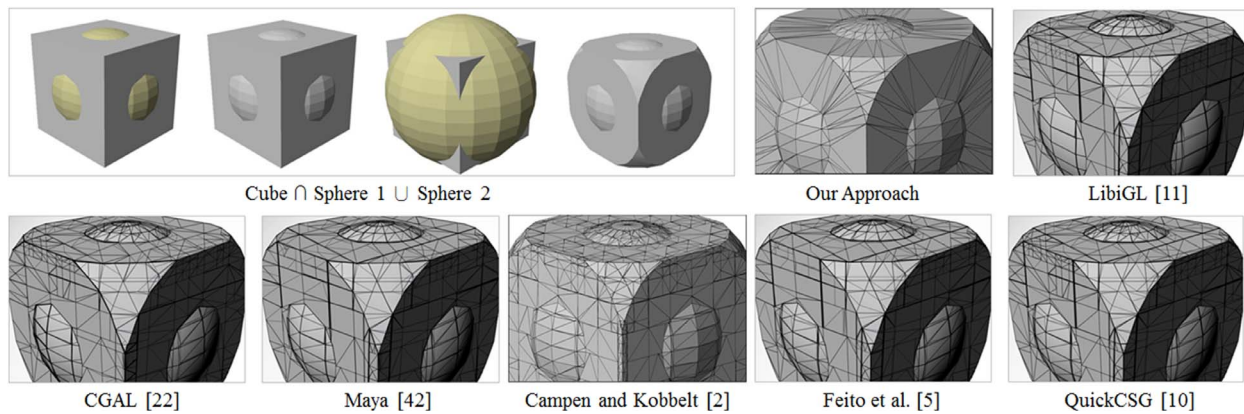 Cube ∩ Sphere 1 ∪ Sphere 2
Our Approach
LibiGL [11]
CGAL [22]
Maya [42]
Campen and Kobbelt [2]
Feito et al. [5]
QuickCSG [10]